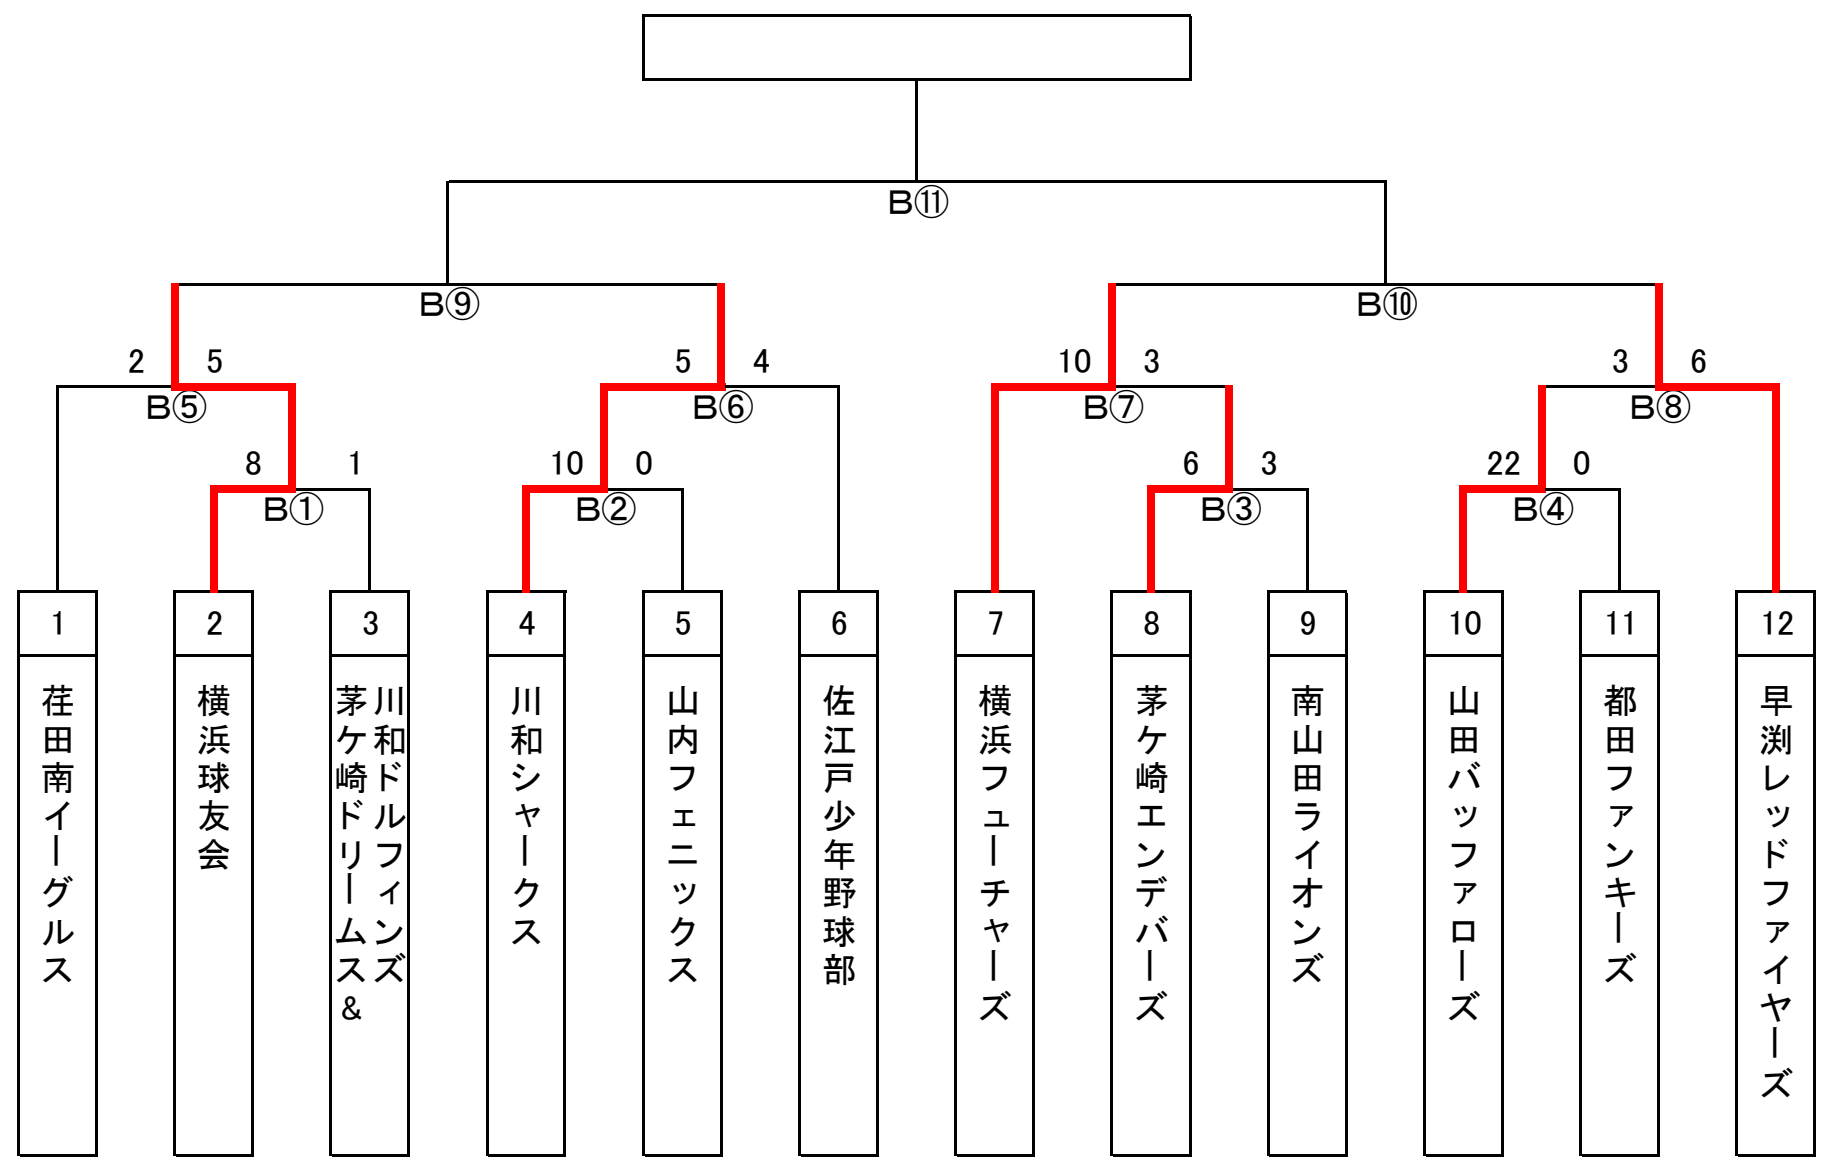 B⑪
B⑨
B⑩
2 5
5 4
10 3
3 6
B⑤
B⑥
B⑦
B⑧
8 1
10 0
6 3
22 0
B①
B②
B③
B④
1
2
3
4
5
6
7
8
9
10
11
12
荏田南イーグルス
横浜球友会
茅ケ崎ドリームス&
川和ドルフィンズ
川和シャークス
山内フェニックス
佐江戸少年野球部
横浜フューチャーズ
茅ケ崎エンデバーズ
南山田ライオンズ
山田バッファローズ
都田ファンキーズ
早渕レッドファイヤーズ